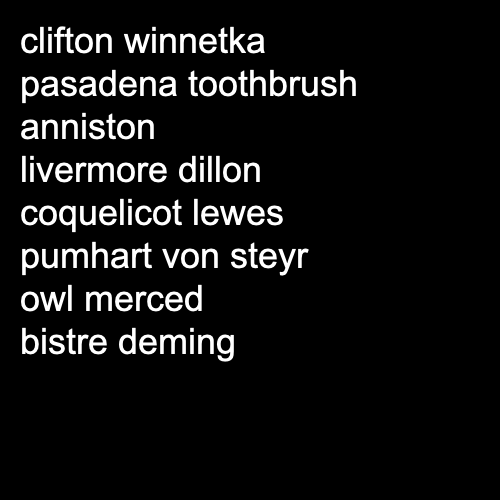 clifton winnetka
pasadena toothbrush
anniston
livermore dillon
coquelicot lewes
pumhart von steyr
owl merced
bistre deming